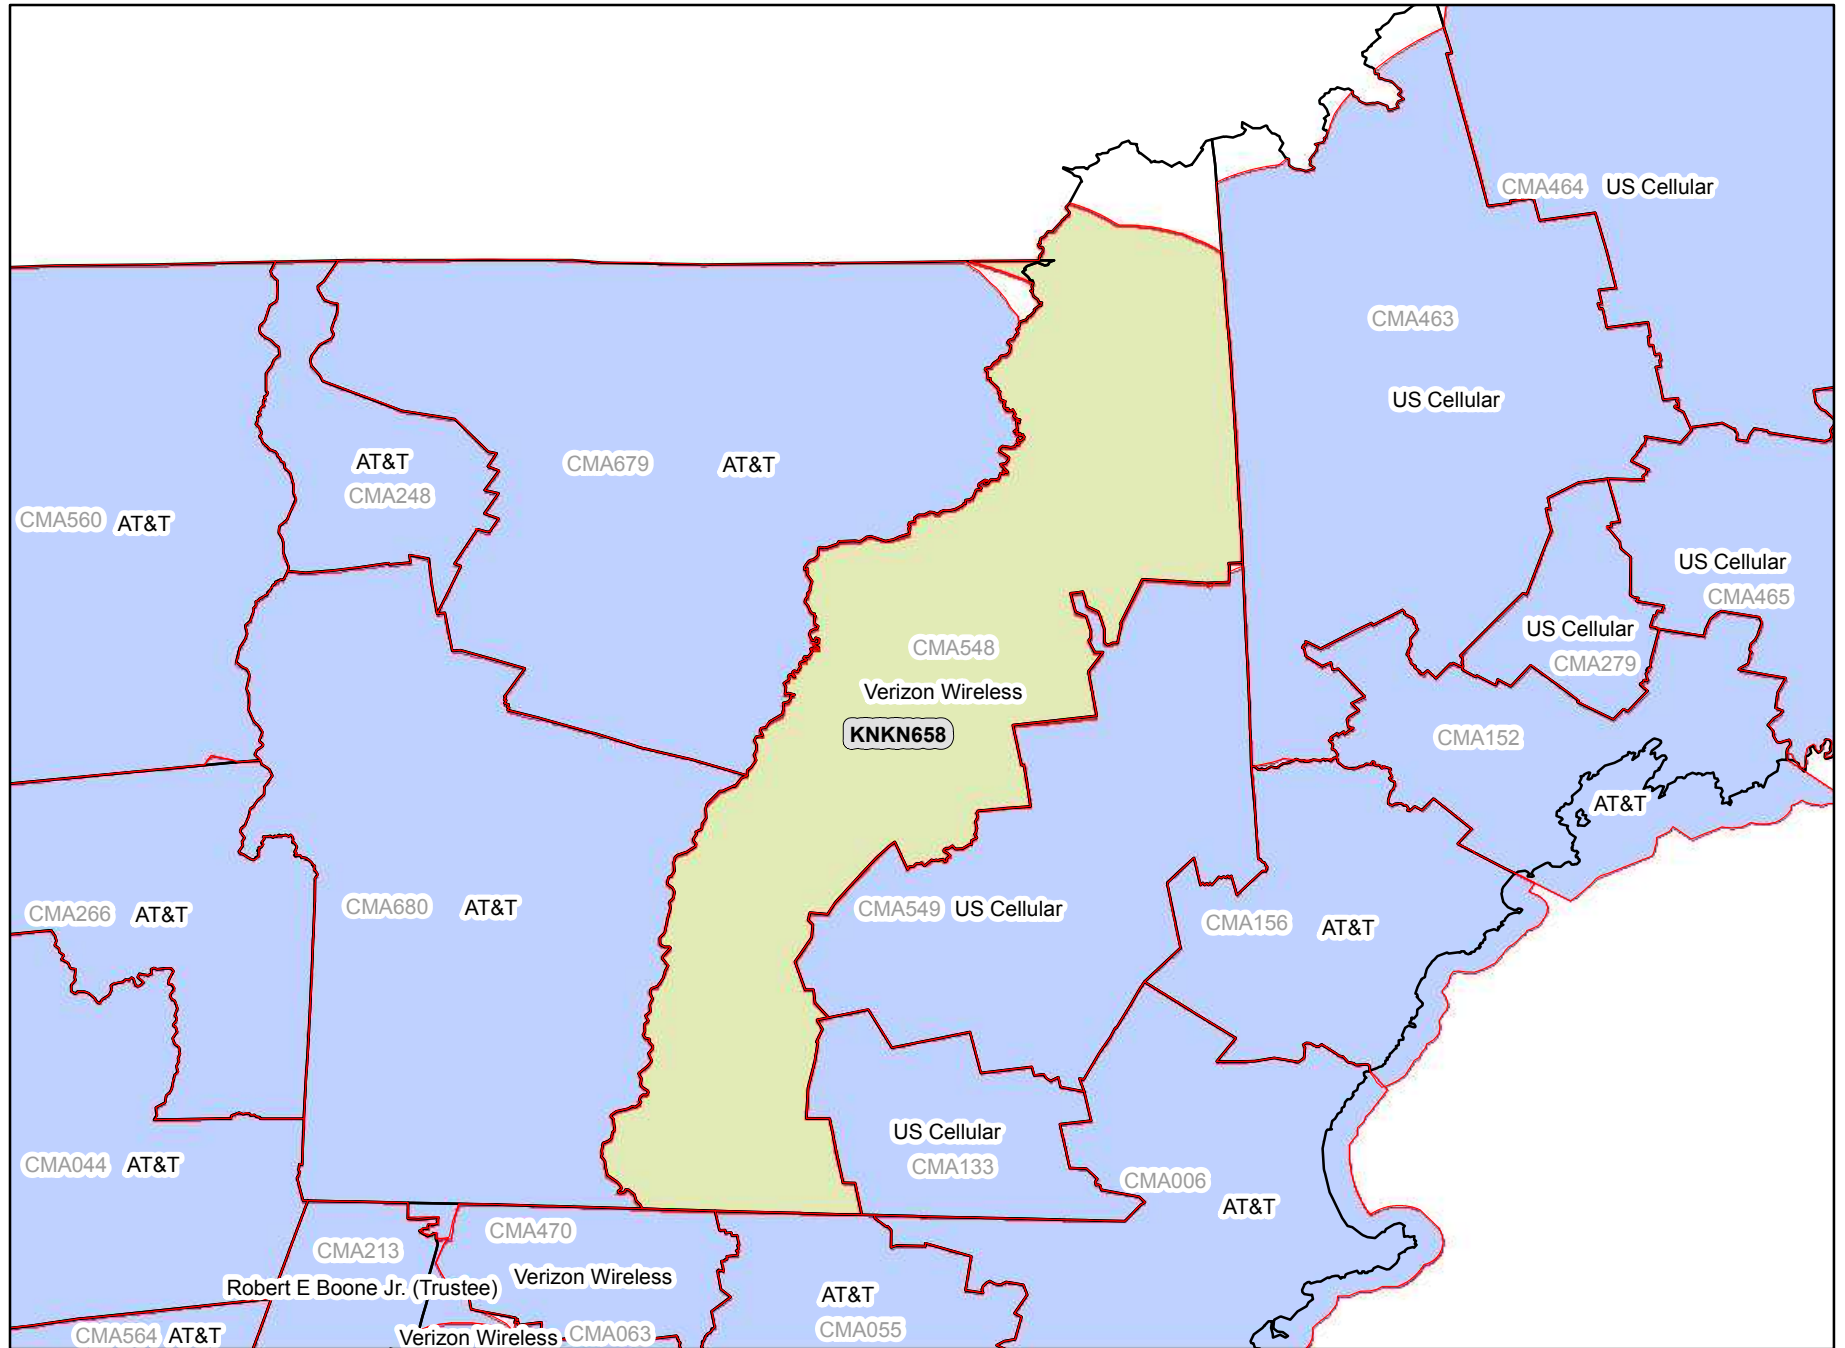 CMA464 US Cellular
CMA463
US Cellular
AT&T
CMA248
CMA679 AT&T
CMA560 AT&T
US Cellular
CMA465
US Cellular
CMA279
CMA548
Verizon Wireless
KNKN658
CMA152
AT&T
CMA266 AT&T
CMA680 AT&T
CMA549 US Cellular
CMA156 AT&T
US Cellular
CMA133
CMA044 AT&T
CMA006
AT&T
CMA213
CMA470
Robert E Boone Jr. (Trustee)
Verizon Wireless
AT&T
CMA055
CMA564 AT&T
Verizon Wireless CMA063